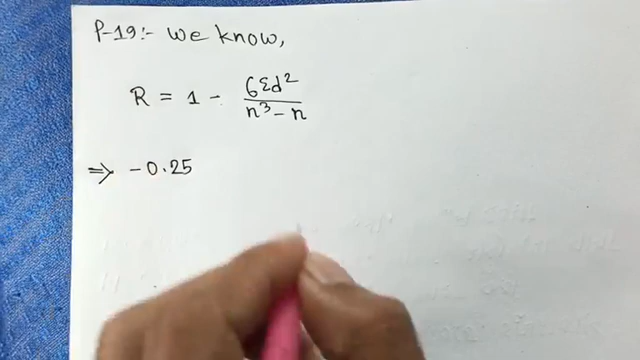 P-19:- We know,
R = 1 - 6Σd²/n³ - n
⇒ -0.25